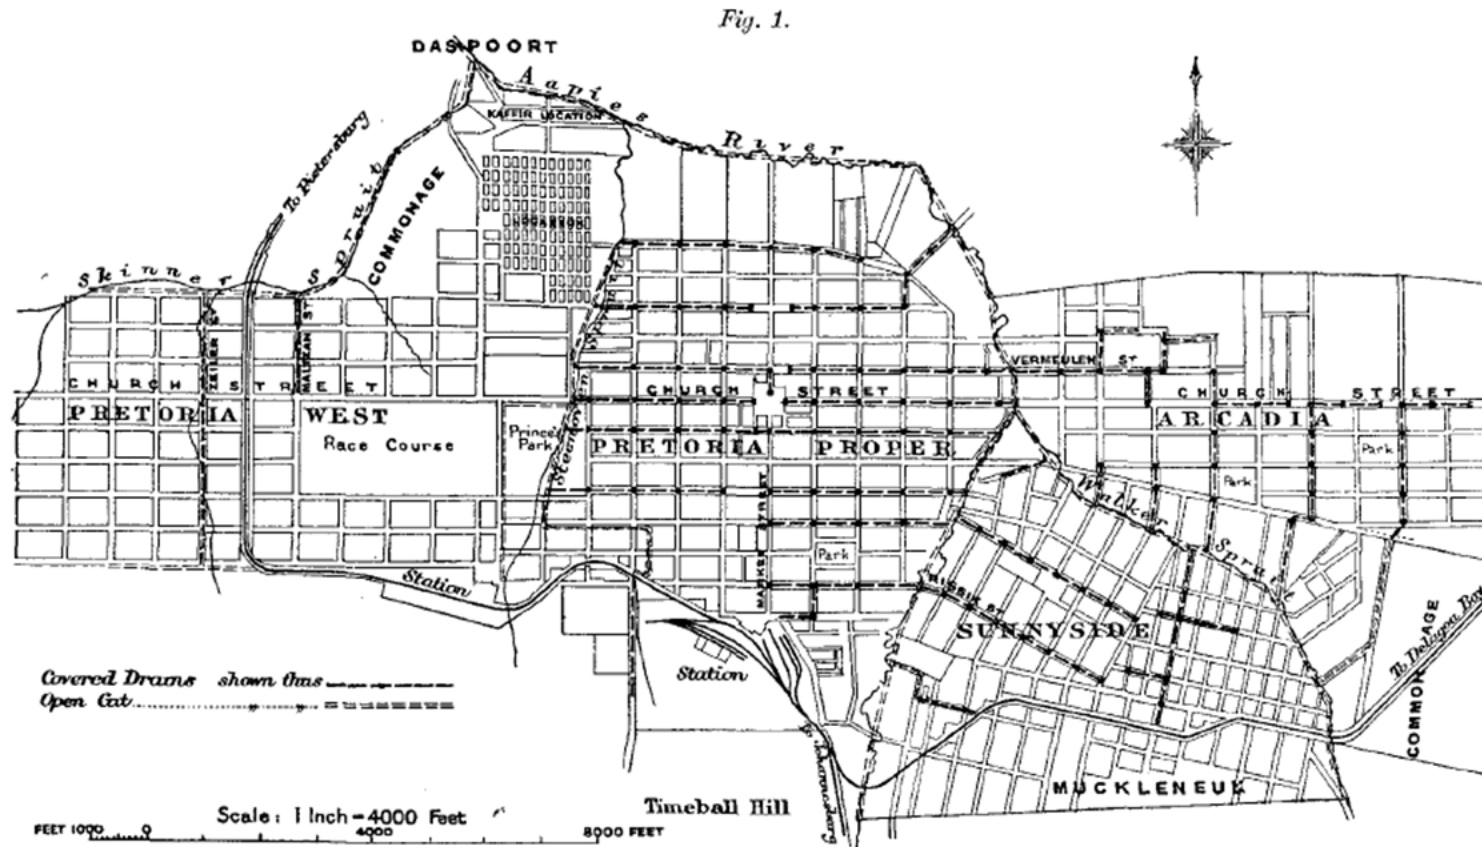 Fig. 1.
DASPOORT
Aapies River
KAFFIR LOCATION
To Pietersburg
COMMONAGE
LOCATION
Skinner Spruit
ZEILER ST
MALTZAN ST
VERMEULEN ST
CHURCH STREET
CHURCH STREET
CHURCH STREET
PRETORIA WEST
Race Course
Prince's
Park
Steenhoven Spruit
PRETORIA PROPER
ARCADIA
Park
Park
MARKET STREET
Walker Spruit
Park
RISSIK ST
SUNNYSIDE
Station
Station
COMMONAGE
To Delagoa Bay
Covered Drains shown thus
Open Cut " "
MUCKLENEUK
Timeball Hill
Scale: 1 Inch = 4000 Feet
FEET 1000 0 4000 8000 FEET